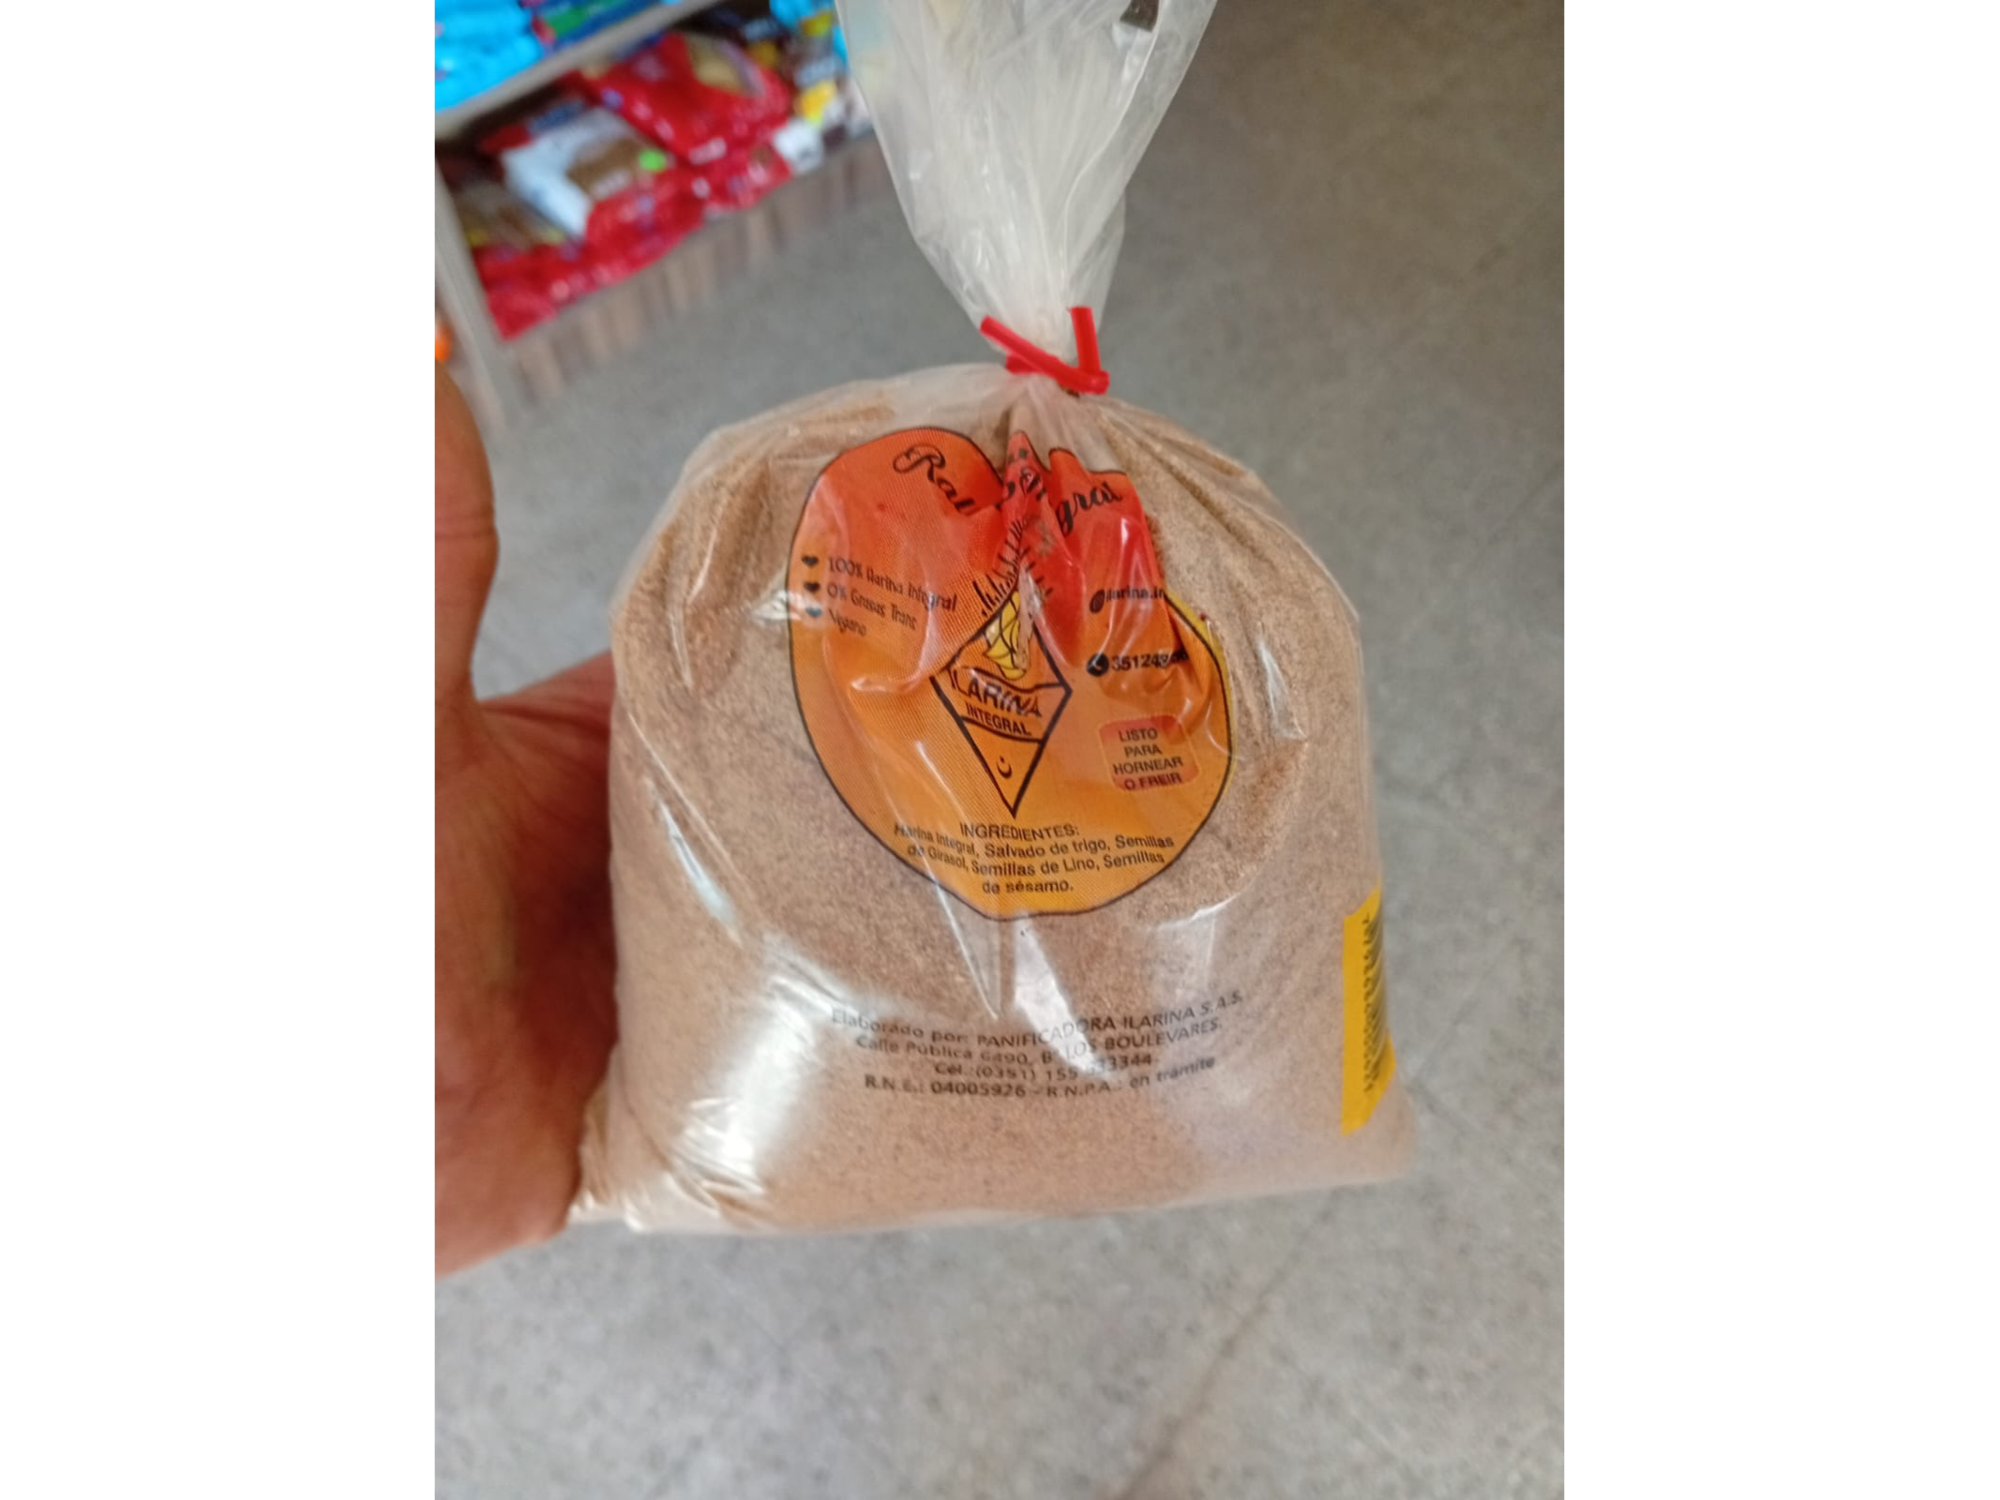 100% Harina Integral
0% Grasas Trans
Vegano
ILARINA
INTEGRAL
LISTO
PARA
HORNEAR
O FREIR
INGREDIENTES:
Harina Integral, Salvado de trigo, Semillas
de Girasol, Semillas de Lino, Semillas
de sésamo.
Elaborado por: PANIFICADORA ILARINA S.A.S.
Calle Pública 6490, B° LOS BOULEVARES.
Cel.:(0351)
R.N.E.: 04005926 - R.N.P.A.: en trámite